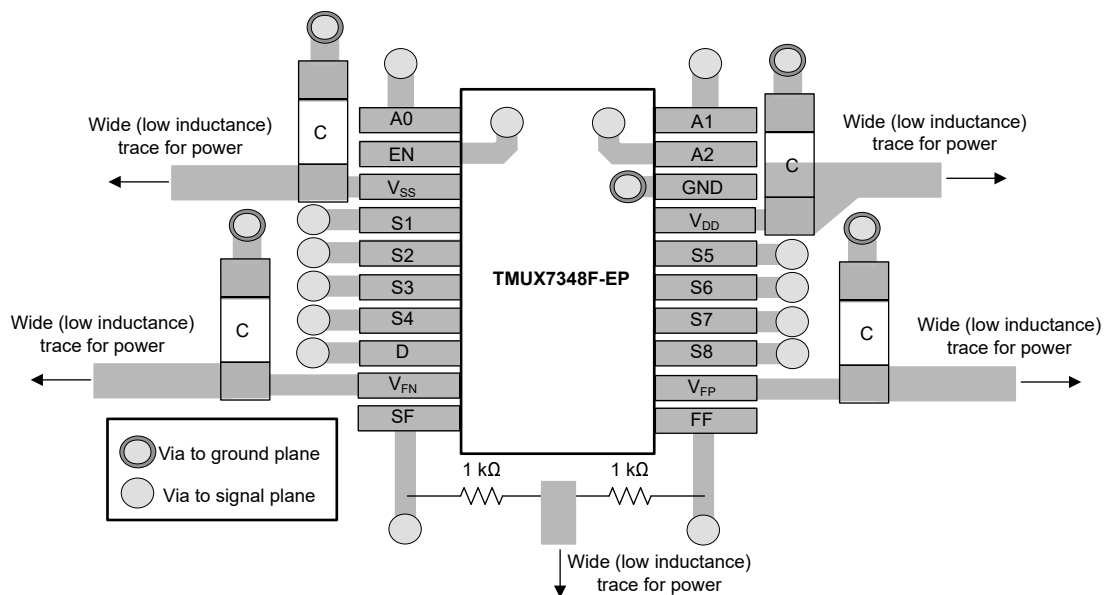 A0
EN
VSS
S1
S2
S3
S4
D
VFN
SF
TMUX7348F-EP
A1
A2
GND
VDD
S5
S6
S7
S8
VFP
FF
C
Wide (low inductance)
trace for power
C
Wide (low inductance)
trace for power
C
Wide (low inductance)
trace for power
C
Wide (low inductance)
trace for power
Via to ground plane
Via to signal plane
1 kΩ
1 kΩ
Wide (low inductance)
trace for power